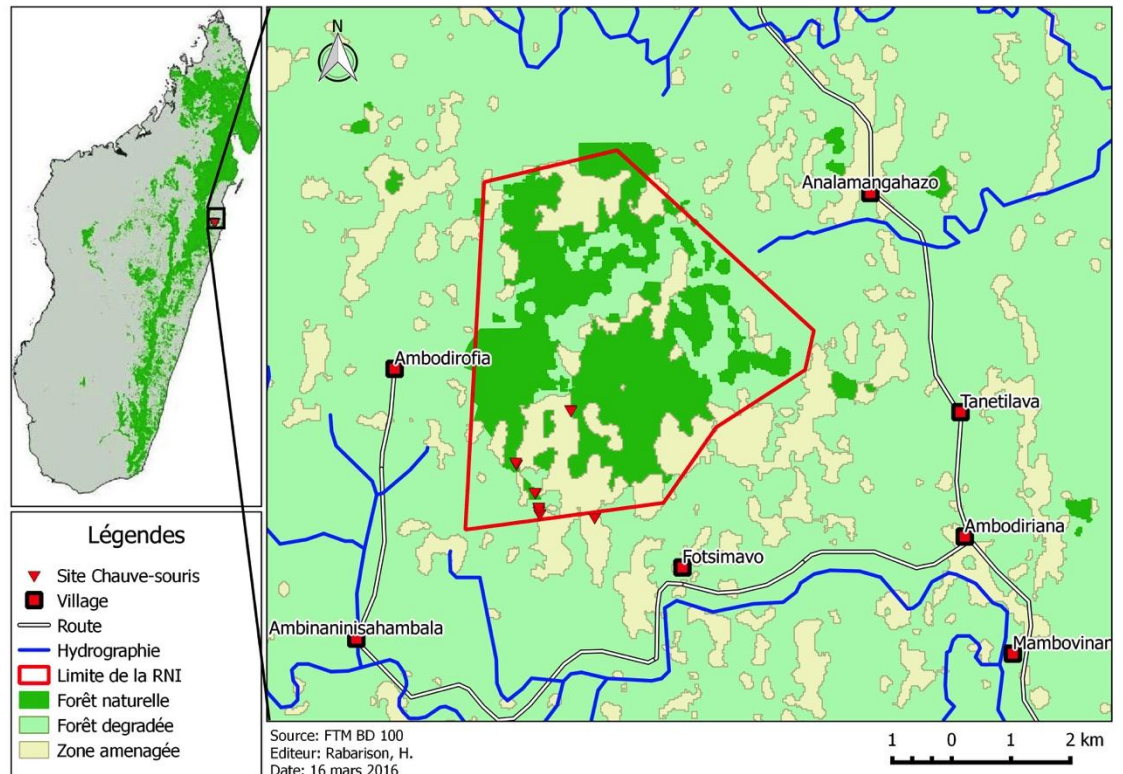 N
Analamangahazo
Ambodirofia
Tanetilava
Ambodiriana
Fotsimavo
Ambinaninisahambala
Mambovinan
Légendes
Site Chauve-souris
Village
Route
Hydrographie
Limite de la RNI
Forêt naturelle
Forêt degradée
Zone amenagée
Source: FTM BD 100
Editeur: Rabarison, H.
Date: 16 mars 2016
1 0 1 2 km